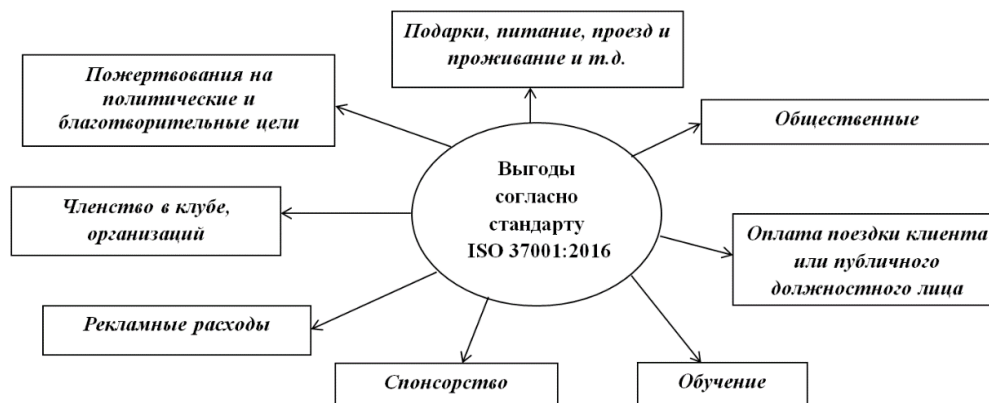 Подарки, питание, проезд и
проживание и т.д.
Пожертвования на
политические и
благотворительные цели
Общественные
Выгоды
согласно
стандарту
ISO 37001:2016
Членство в клубе,
организаций
Оплата поездки клиента
или публичного
должностного лица
Рекламные расходы
Спонсорство
Обучение